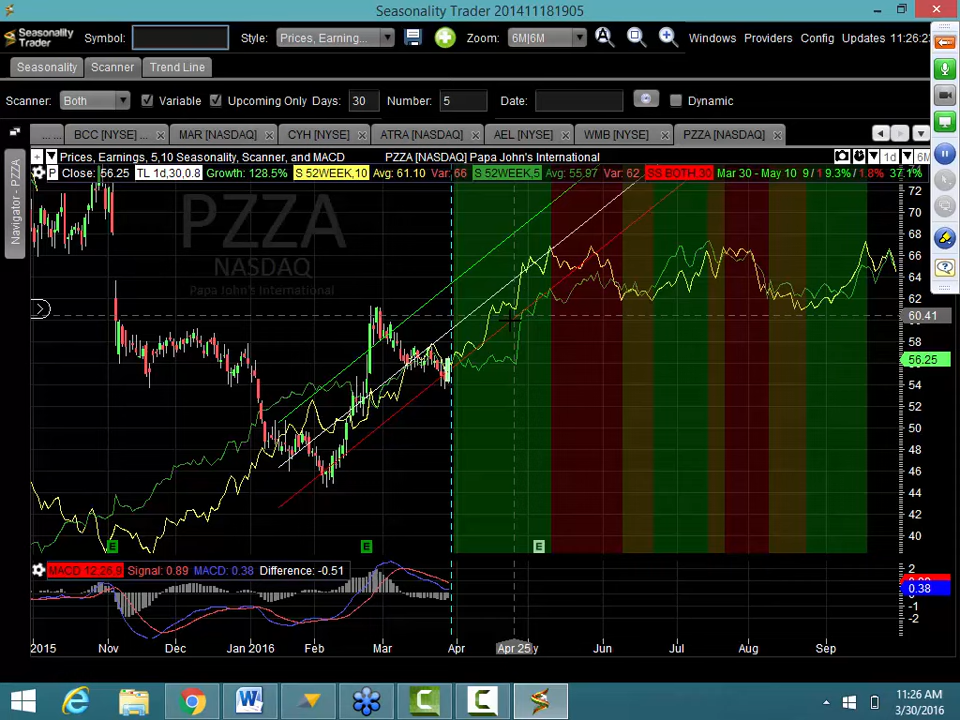 Seasonality Trader 201411181905
Seasonality Trader Symbol: Style: Prices, Earning... Zoom: 6M|6M Windows Providers Config Updates 11:26:2
Seasonality Scanner Trend Line
Scanner: Both Variable Upcoming Only Days: 30 Number: 5 Date: Dynamic
... ... BCC [NYSE] ... MAR [NASDAQ] CYH [NYSE] ATRA [NASDAQ] AEL [NYSE] WMB [NYSE] PZZA [NASDAQ]
Prices, Earnings, 5,10 Seasonality, Scanner, and MACD PZZA [NASDAQ] Papa John's International 1d 6M
P Close: 56.25 TL 1d,30,0.8 Growth: 128.5% S 52WEEK,10 Avg: 61.10 Var: 66 S 52WEEK,5 Avg: 55.97 Var: 62. SS BOTH,30 Mar 30 - May 10 9 / 1 9.3% / 1.8% 37.1%
Navigator - PZZA
PZZA
NASDAQ
Papa John's International
72
70
68
66
64
62
60.41
58
56.25
54
52
50
48
46
44
42
40
E E E
MACD 12,26,9 Signal: 0.89 MACD: 0.38 Difference: -0.51
2
0.38
-1
-2
2015 Nov Dec Jan 2016 Feb Mar Apr Apr 25 y Jun Jul Aug Sep
11:26 AM
3/30/2016